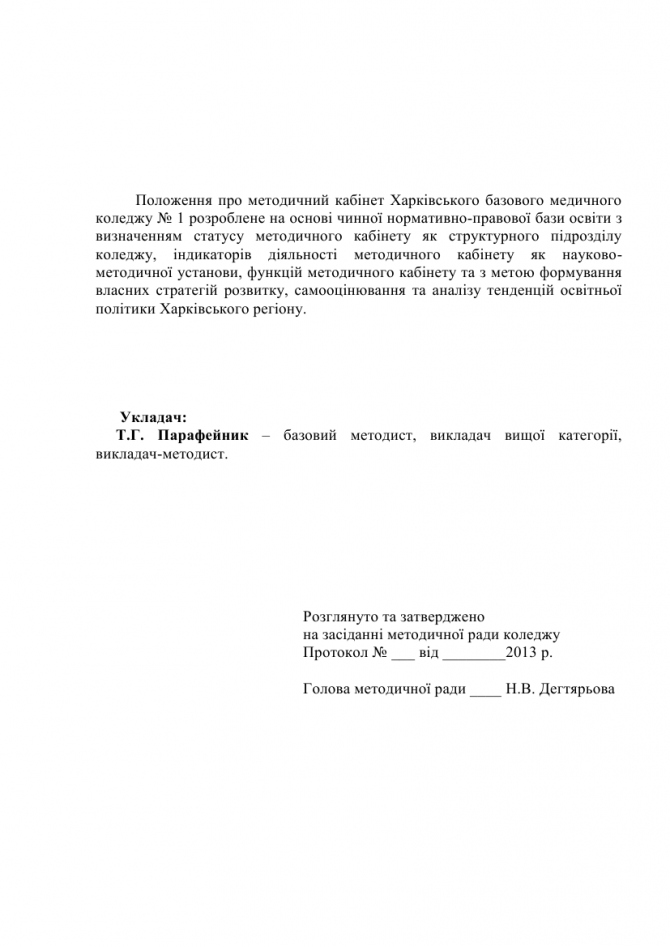 Положення про методичний кабінет Харківського базового медичного
коледжу № 1 розроблене на основі чинної нормативно-правової бази освіти з
визначенням статусу методичного кабінету як структурного підрозділу
коледжу, індикаторів діяльності методичного кабінету як науково-
методичної установи, функцій методичного кабінету та з метою формування
власних стратегій розвитку, самооцінювання та аналізу тенденцій освітньої
політики Харківського регіону.
Укладач:
Т.Г. Парафейник – базовий методист, викладач вищої категорії,
викладач-методист.
Розглянуто та затверджено
на засіданні методичної ради коледжу
Протокол № ___ від ________2013 р.
Голова методичної ради ____ Н.В. Дегтярьова